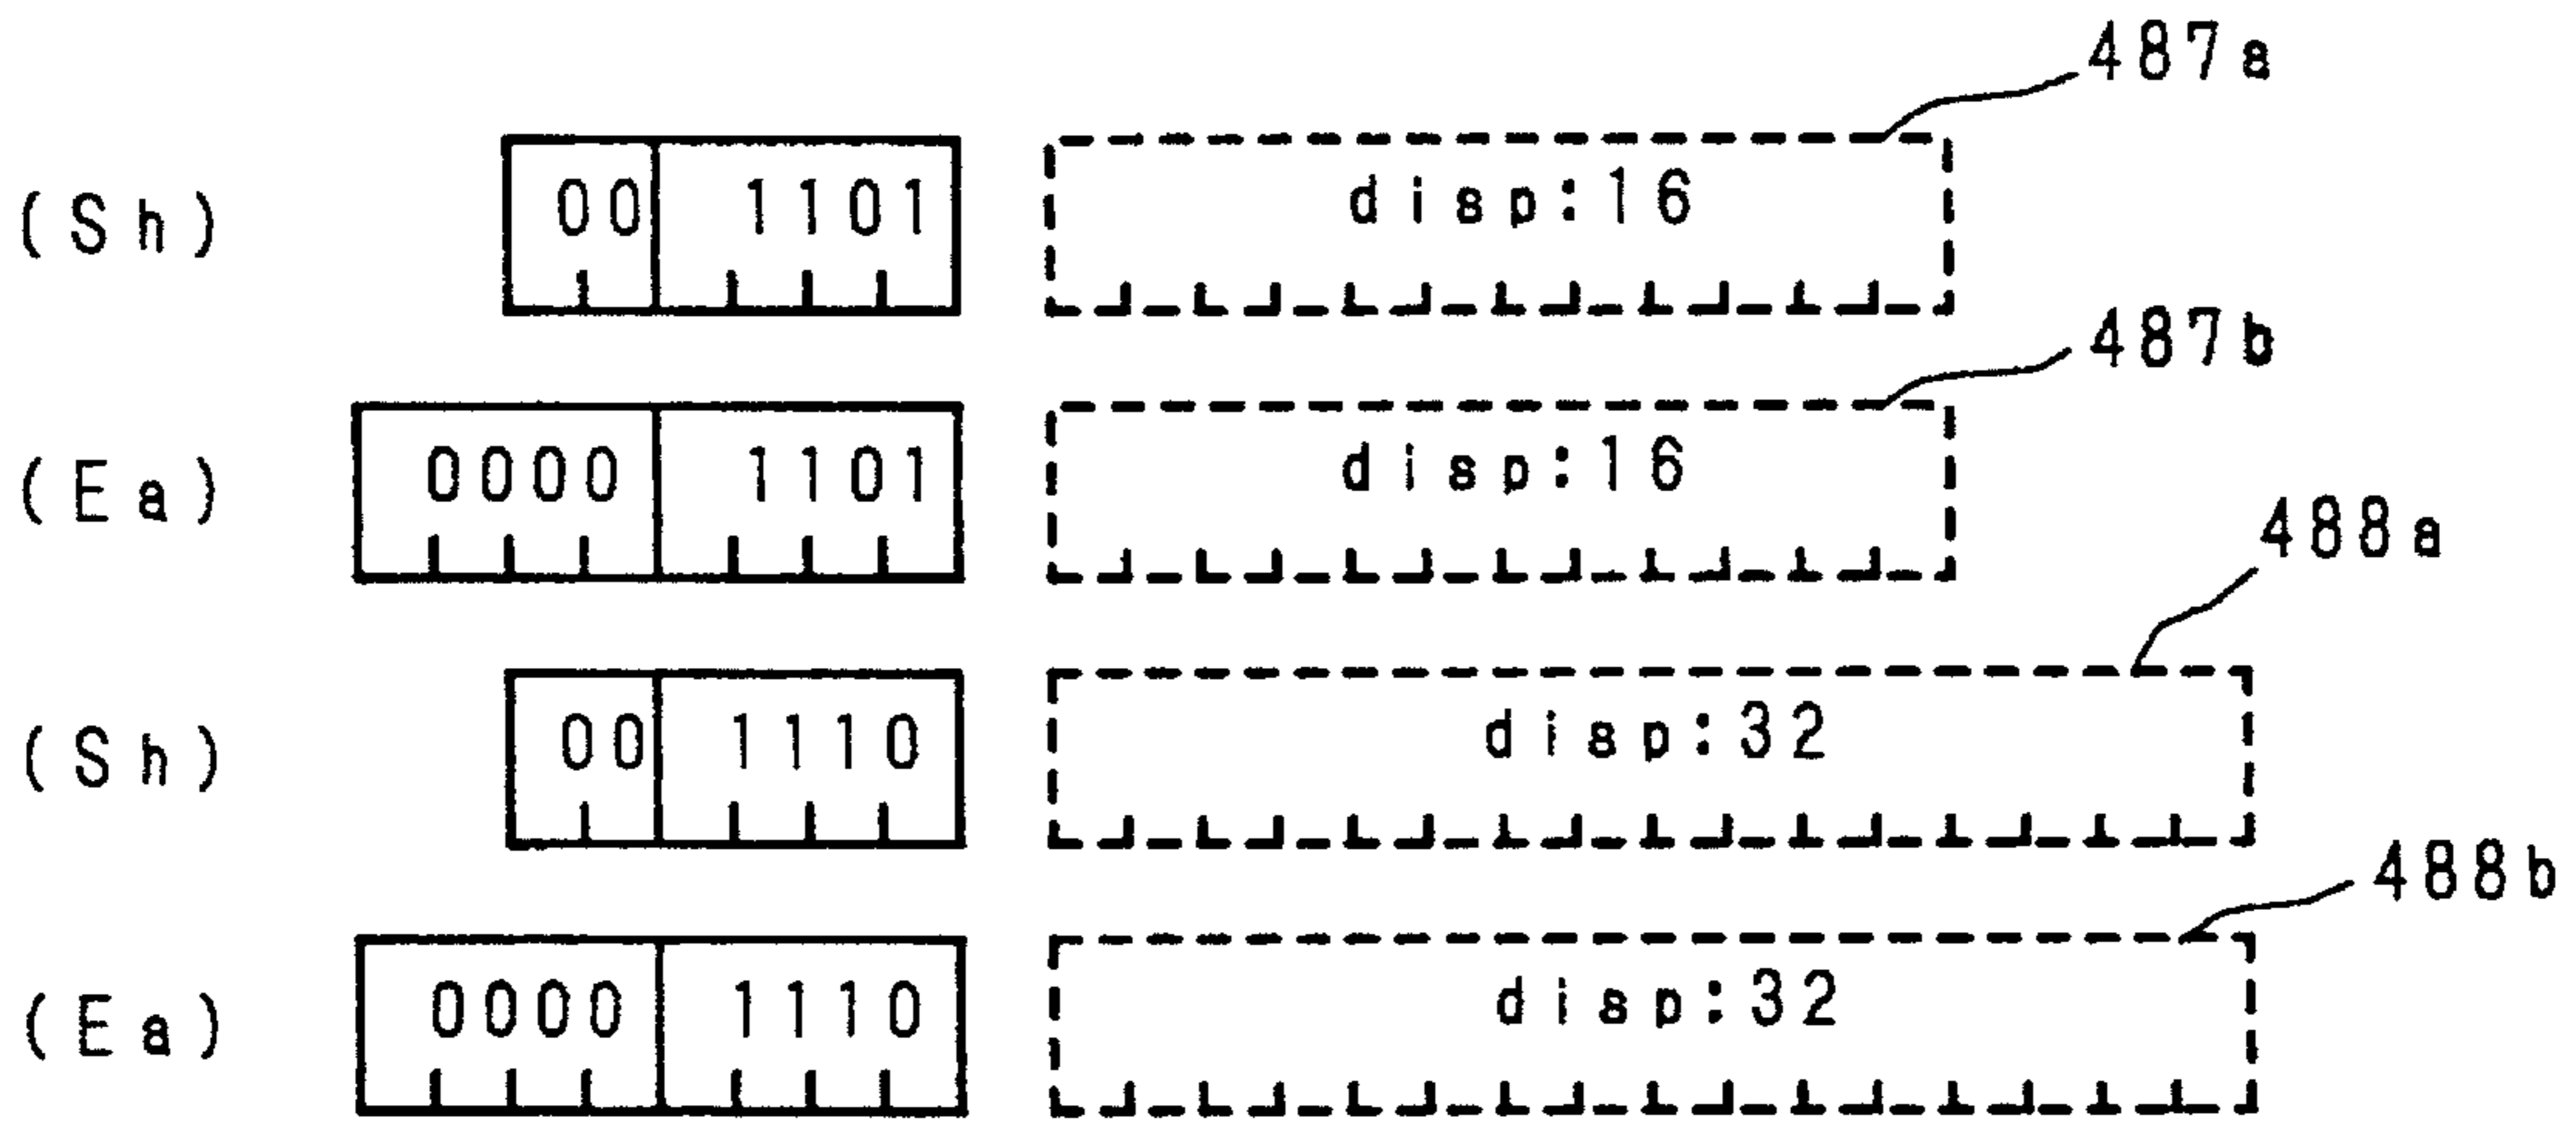 487a
(Sh) 00 1101 disp:16
487b
(Ea) 0000 1101 disp:16
488a
(Sh) 00 1110 disp:32
488b
(Ea) 0000 1110 disp:32